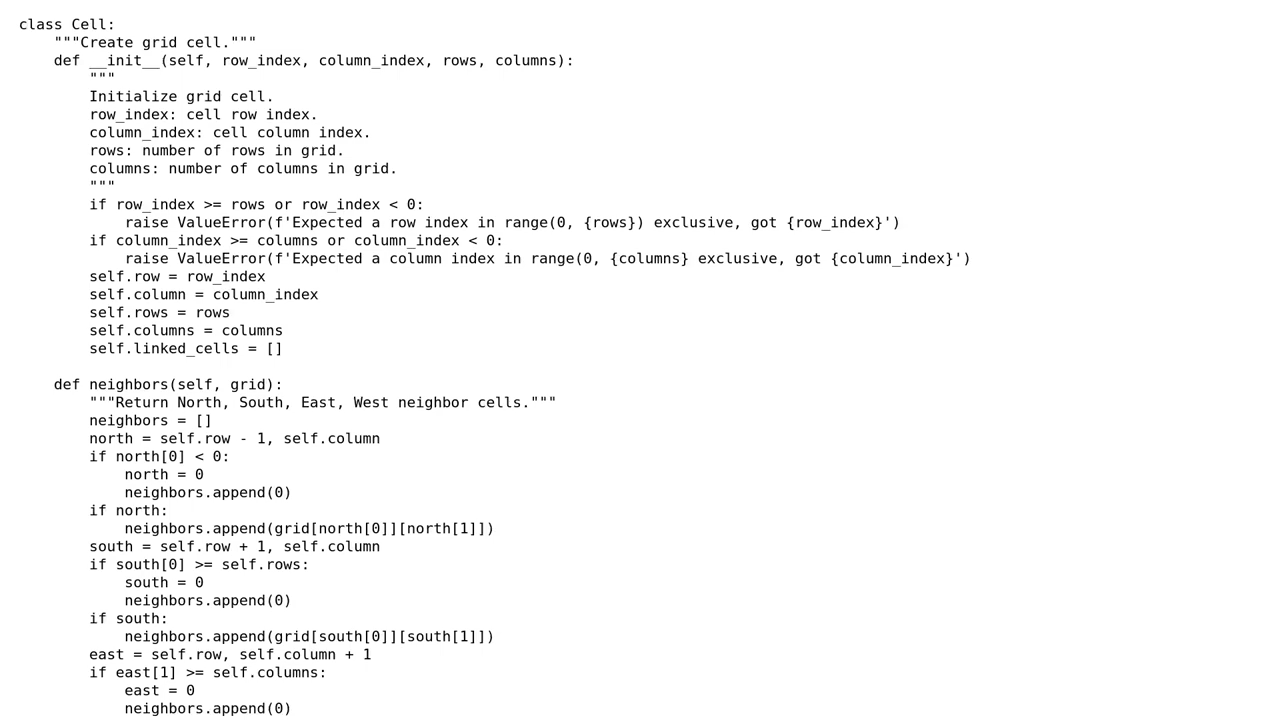 class Cell:
    """Create grid cell."""
    def __init__(self, row_index, column_index, rows, columns):
        """
        Initialize grid cell.
        row_index: cell row index.
        column_index: cell column index.
        rows: number of rows in grid.
        columns: number of columns in grid.
        """
        if row_index >= rows or row_index < 0:
            raise ValueError(f'Expected a row index in range(0, {rows}) exclusive, got {row_index}')
        if column_index >= columns or column_index < 0:
            raise ValueError(f'Expected a column index in range(0, {columns} exclusive, got {column_index}')
        self.row = row_index
        self.column = column_index
        self.rows = rows
        self.columns = columns
        self.linked_cells = []

    def neighbors(self, grid):
        """Return North, South, East, West neighbor cells."""
        neighbors = []
        north = self.row - 1, self.column
        if north[0] < 0:
            north = 0
            neighbors.append(0)
        if north:
            neighbors.append(grid[north[0]][north[1]])
        south = self.row + 1, self.column
        if south[0] >= self.rows:
            south = 0
            neighbors.append(0)
        if south:
            neighbors.append(grid[south[0]][south[1]])
        east = self.row, self.column + 1
        if east[1] >= self.columns:
            east = 0
            neighbors.append(0)